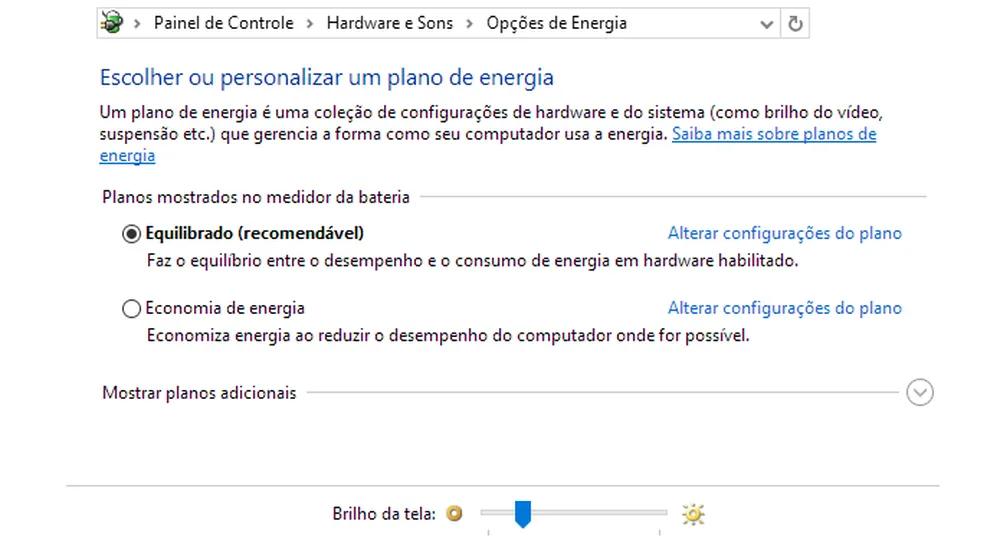 Painel de Controle > Hardware e Sons > Opções de Energia
Escolher ou personalizar um plano de energia
Um plano de energia é uma coleção de configurações de hardware e do sistema (como brilho do vídeo,
suspensão etc.) que gerencia a forma como seu computador usa a energia. Saiba mais sobre planos de
energia
Planos mostrados no medidor da bateria
Equilibrado (recomendável) Alterar configurações do plano
Faz o equilíbrio entre o desempenho e o consumo de energia em hardware habilitado.
Economia de energia Alterar configurações do plano
Economiza energia ao reduzir o desempenho do computador onde for possível.
Mostrar planos adicionais
Brilho da tela: